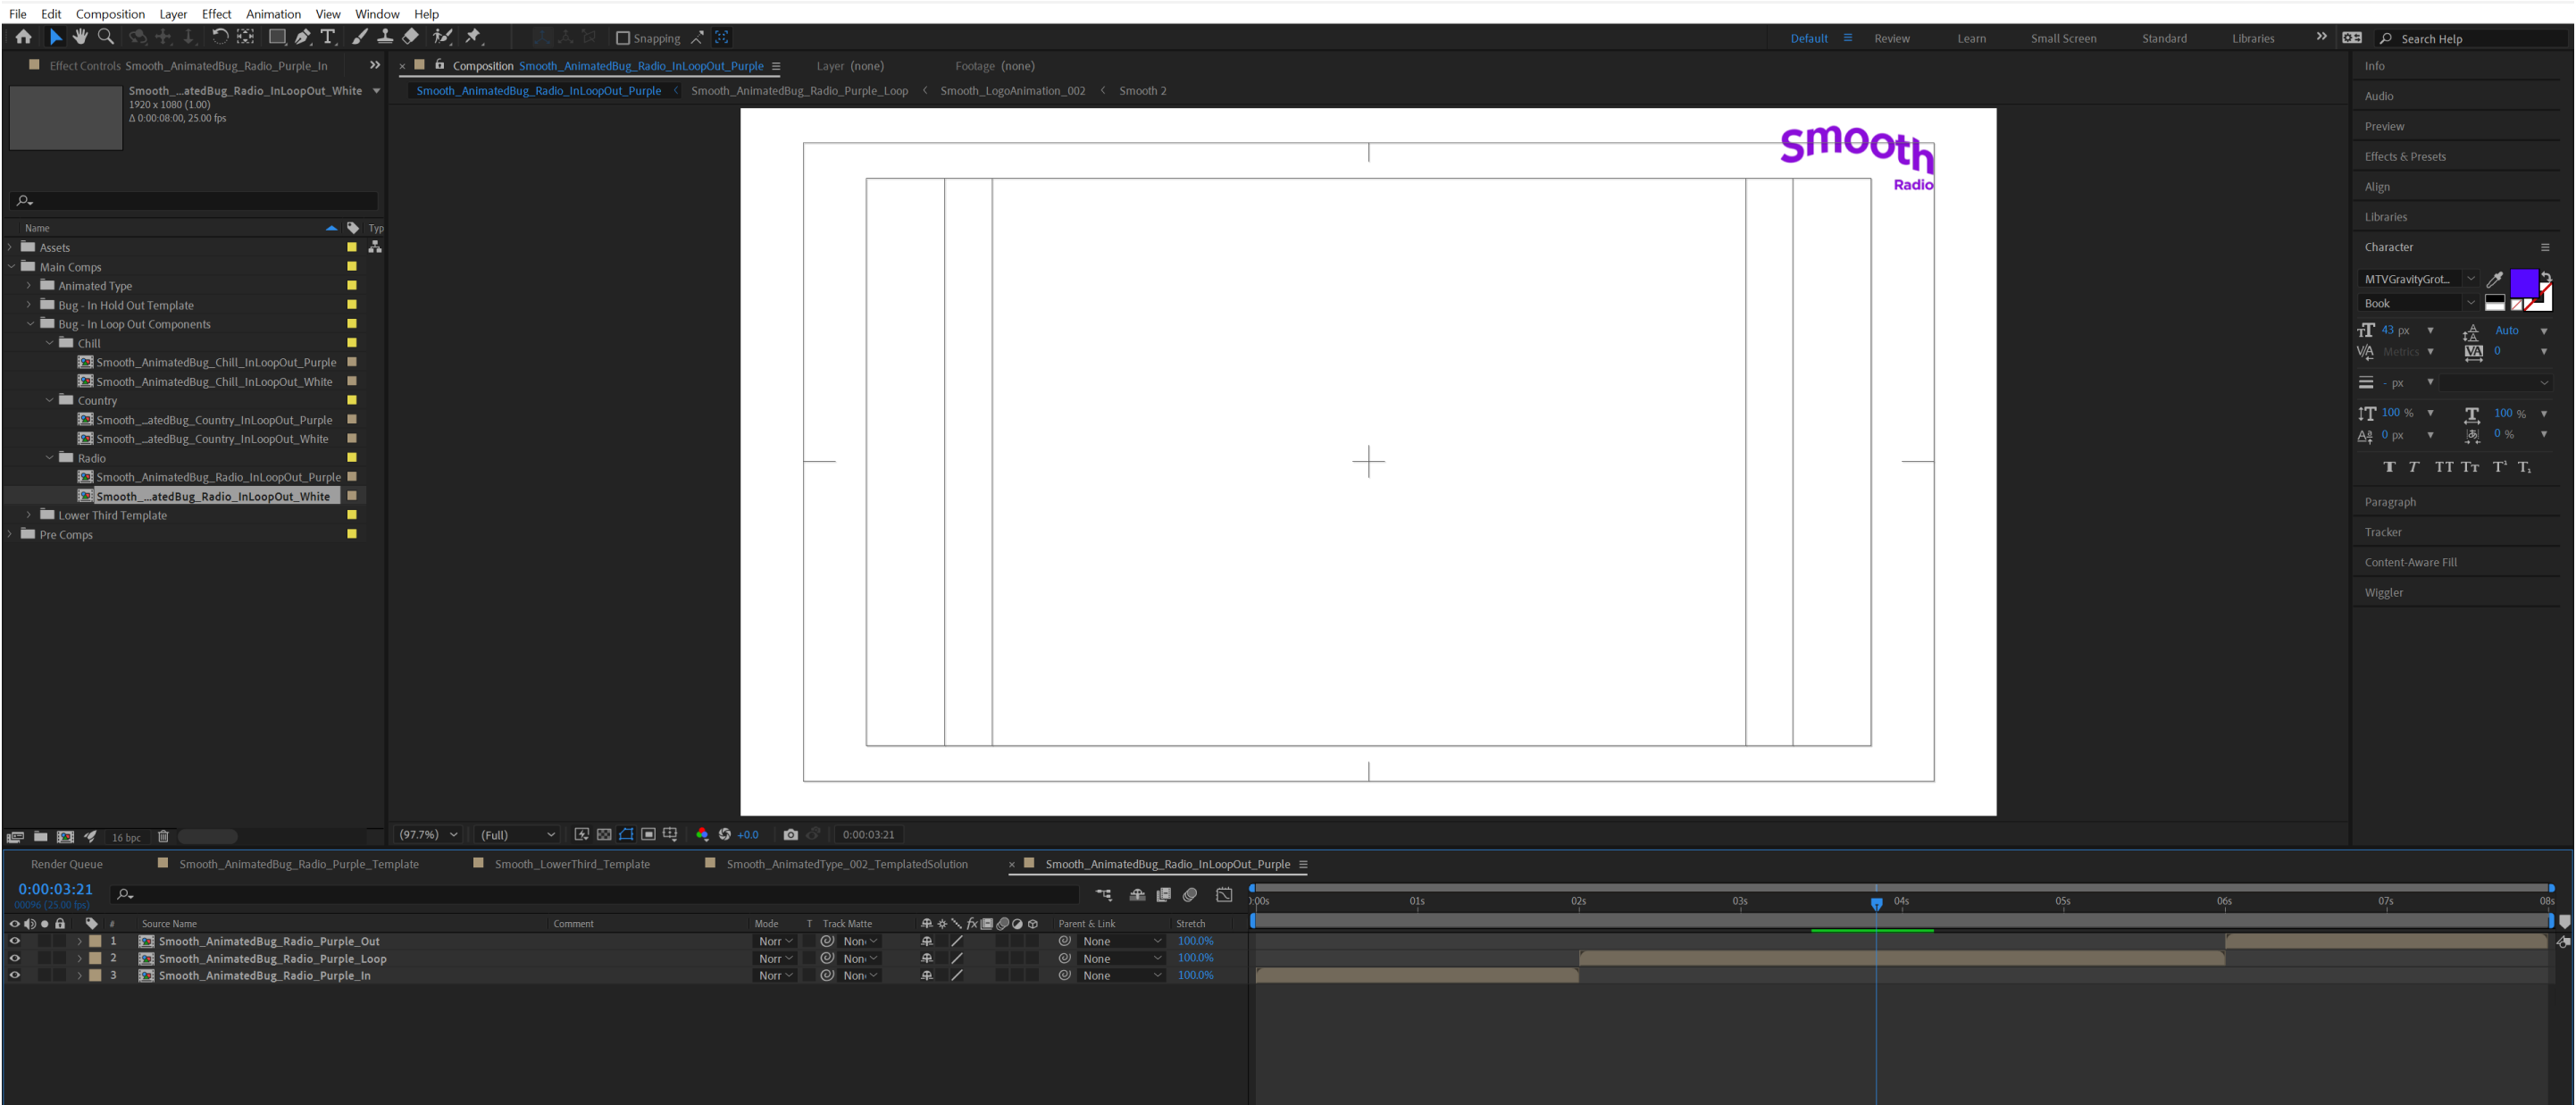 File Edit Composition Layer Effect Animation View Window Help
Snapping
Default Review Learn Small Screen Standard Libraries Search Help
Effect Controls Smooth_AnimatedBug_Radio_Purple_In
Smooth_...atedBug_Radio_InLoopOut_White
1920 x 1080 (1.00)
Δ 0:00:08:00, 25.00 fps
Name Typ
Assets
Main Comps
Animated Type
Bug - In Hold Out Template
Bug - In Loop Out Components
Chill
Smooth_AnimatedBug_Chill_InLoopOut_Purple
Smooth_AnimatedBug_Chill_InLoopOut_White
Country
Smooth_...atedBug_Country_InLoopOut_Purple
Smooth_...atedBug_Country_InLoopOut_White
Radio
Smooth_AnimatedBug_Radio_InLoopOut_Purple
Smooth_...atedBug_Radio_InLoopOut_White
Lower Third Template
Pre Comps
16 bpc
Composition Smooth_AnimatedBug_Radio_InLoopOut_Purple Layer (none) Footage (none)
Smooth_AnimatedBug_Radio_InLoopOut_Purple Smooth_AnimatedBug_Radio_Purple_Loop Smooth_LogoAnimation_002 Smooth 2
smooth
Radio
(97.7%) (Full) +0.0 0:00:03:21
Info
Audio
Preview
Effects & Presets
Align
Libraries
Character
MTVGravityGrot...
Book
43 px Auto
Metrics 0
- px
100 % 100 %
0 px 0 %
Paragraph
Tracker
Content-Aware Fill
Wiggler
Render Queue Smooth_AnimatedBug_Radio_Purple_Template Smooth_LowerThird_Template Smooth_AnimatedType_002_TemplatedSolution Smooth_AnimatedBug_Radio_InLoopOut_Purple
0:00:03:21
00096 (25.00 fps)
# Source Name Comment Mode T Track Matte Parent & Link Stretch
):00s 01s 02s 03s 04s 05s 06s 07s 08s
1 Smooth_AnimatedBug_Radio_Purple_Out Norr Non None 100.0%
2 Smooth_AnimatedBug_Radio_Purple_Loop Norr Non None 100.0%
3 Smooth_AnimatedBug_Radio_Purple_In Norr Non None 100.0%